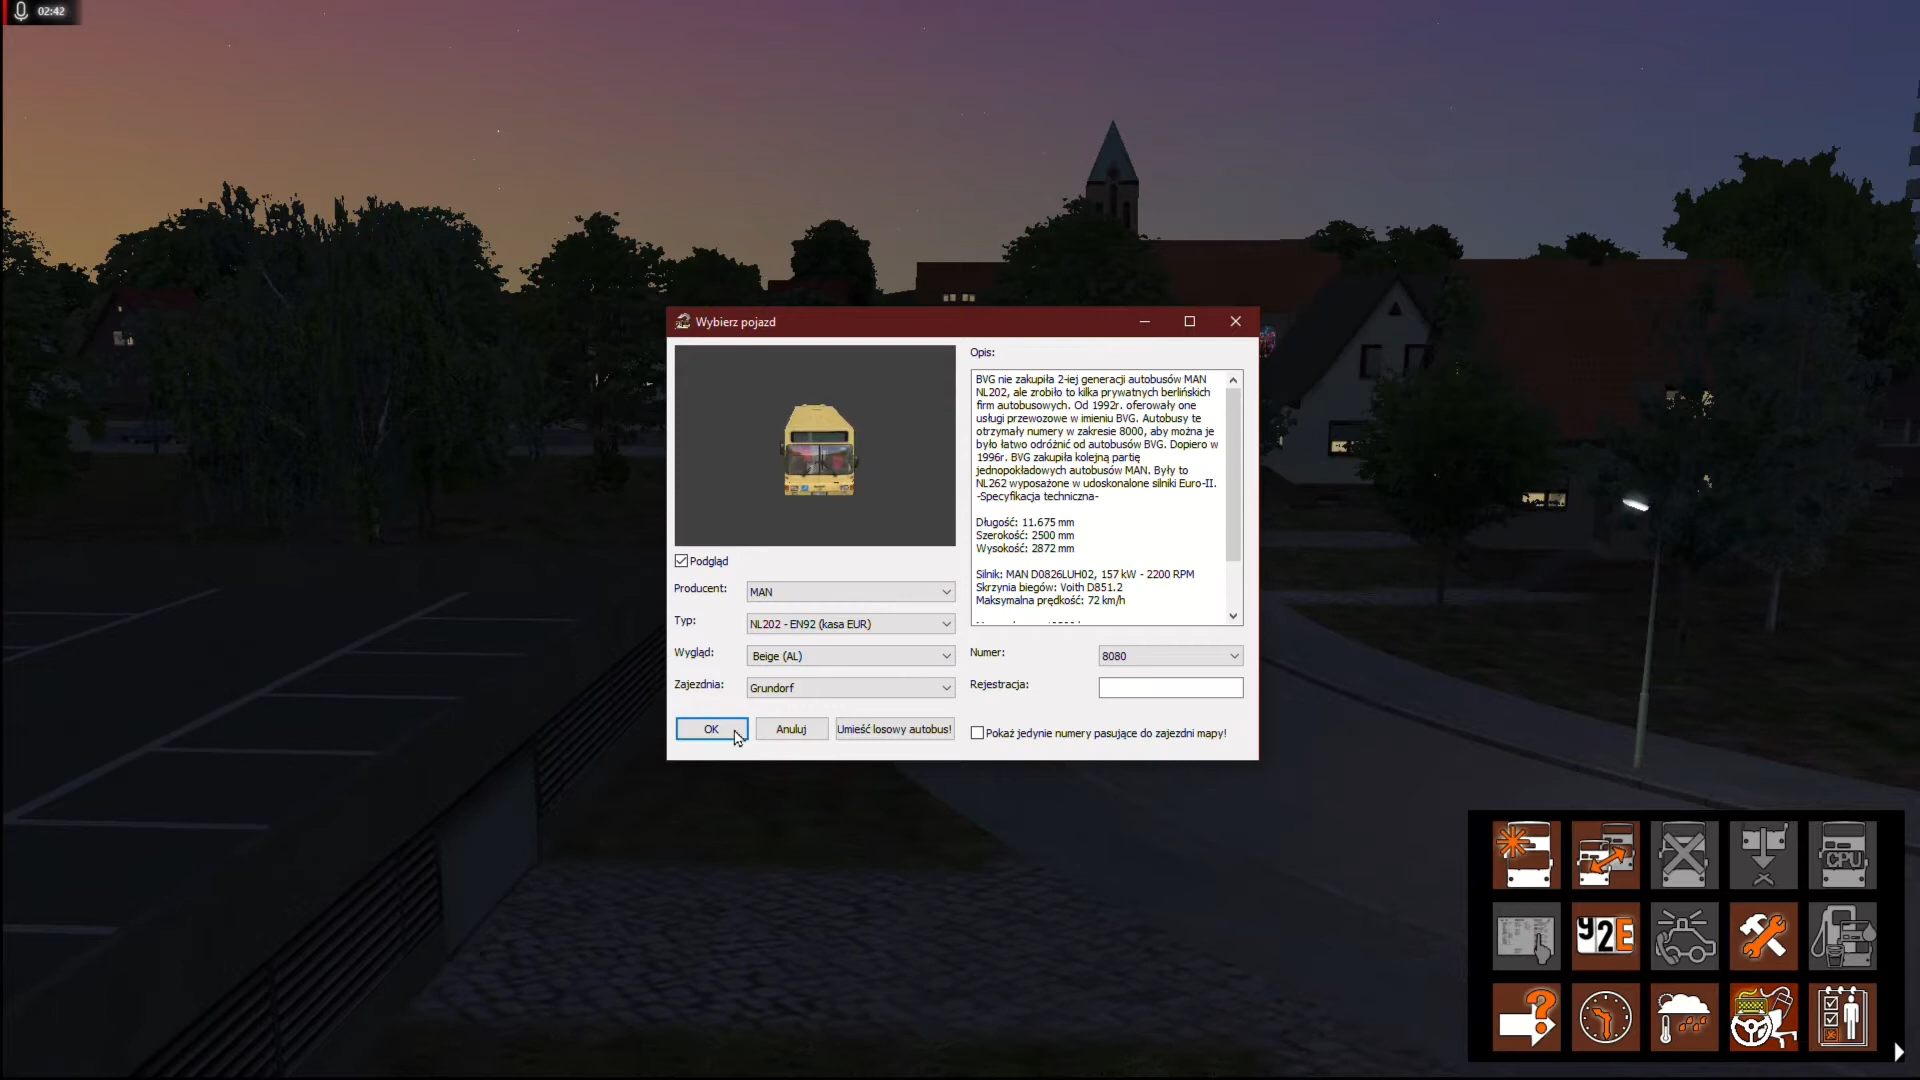 02:42
Wybierz pojazd
Opis:
BVG nie zakupiła 2-iej generacji autobusów MAN
NL202, ale zrobiło to kilka prywatnych berlińskich
firm autobusowych. Od 1992r. oferowały one
usługi przewozowe w imieniu BVG. Autobusy te
otrzymały numery w zakresie 8000, aby można je
było łatwo odróżnić od autobusów BVG. Dopiero w
1996r. BVG zakupiła kolejną partię
jednopokładowych autobusów MAN. Były to
NL262 wyposażone w udoskonalone silniki Euro-II.
-Specyfikacja techniczna-
Długość: 11.675 mm
Szerokość: 2500 mm
Wysokość: 2872 mm
Silnik: MAN D0826LUH02, 157 kW - 2200 RPM
Skrzynia biegów: Voith D851.2
Maksymalna prędkość: 72 km/h
Podgląd
Producent: MAN
Typ: NL202 - EN92 (kasa EUR)
Wygląd: Beige (AL)
Zajezdnia: Grundorf
Numer: 8080
Rejestracja:
OK Anuluj Umieść losowy autobus!
Pokaż jedynie numery pasujące do zajezdni mapy!
CPU
92E